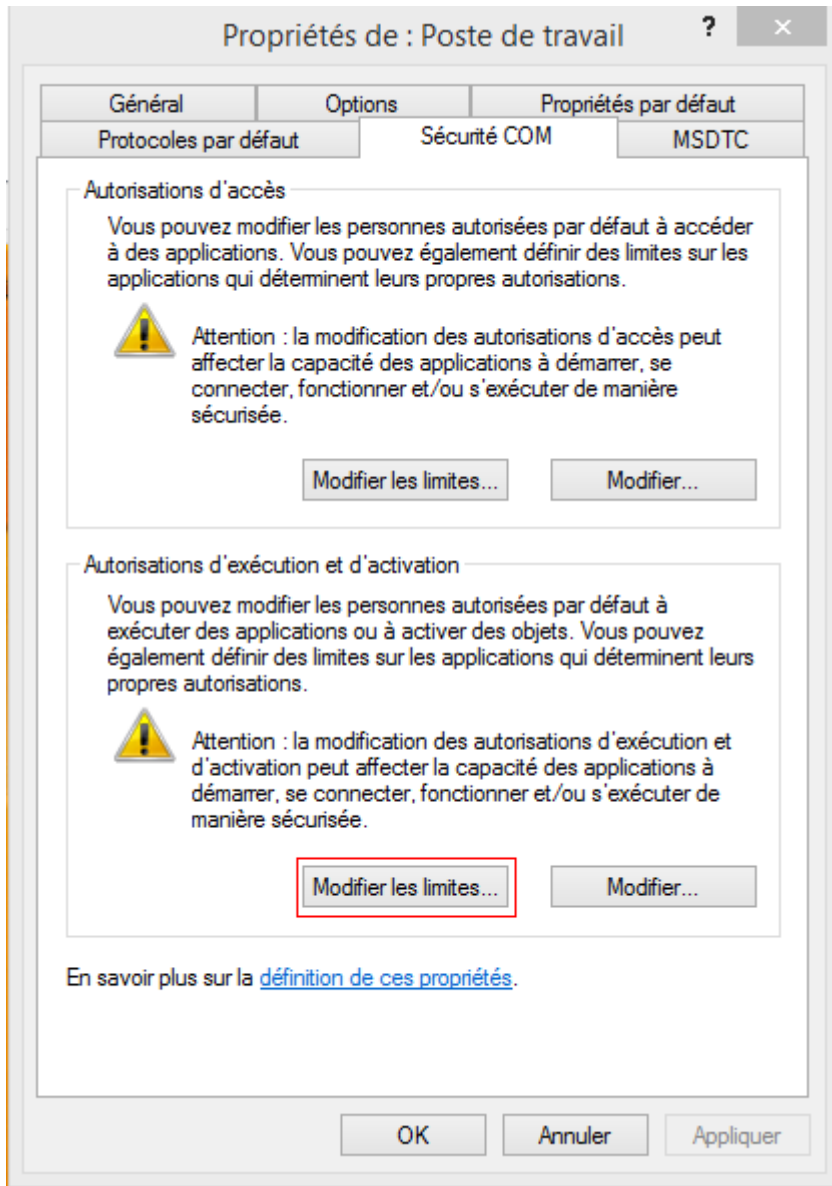 Propriétés de : Poste de travail ? ×
Général Options Propriétés par défaut
Protocoles par défaut Sécurité COM MSDTC
Autorisations d'accès
Vous pouvez modifier les personnes autorisées par défaut à accéder
à des applications. Vous pouvez également définir des limites sur les
applications qui déterminent leurs propres autorisations.
Attention : la modification des autorisations d'accès peut
affecter la capacité des applications à démarrer, se
connecter, fonctionner et/ou s'exécuter de manière
sécurisée.
Modifier les limites... Modifier...
Autorisations d'exécution et d'activation
Vous pouvez modifier les personnes autorisées par défaut à
exécuter des applications ou à activer des objets. Vous pouvez
également définir des limites sur les applications qui déterminent leurs
propres autorisations.
Attention : la modification des autorisations d'exécution et
d'activation peut affecter la capacité des applications à
démarrer, se connecter, fonctionner et/ou s'exécuter de
manière sécurisée.
Modifier les limites... Modifier...
En savoir plus sur la définition de ces propriétés.
OK Annuler Appliquer